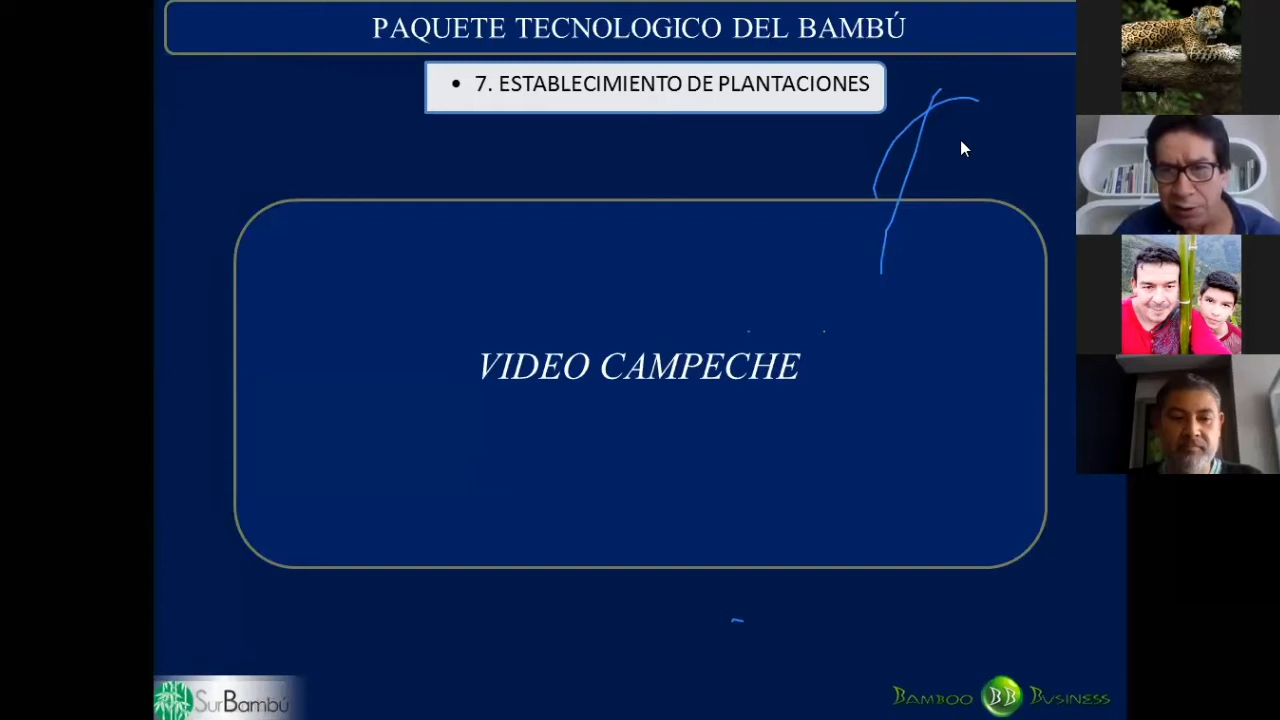 PAQUETE TECNOLOGICO DEL BAMBÚ
• 7. ESTABLECIMIENTO DE PLANTACIONES
VIDEO CAMPECHE
SurBambú
BAMBOO BB BUSINESS